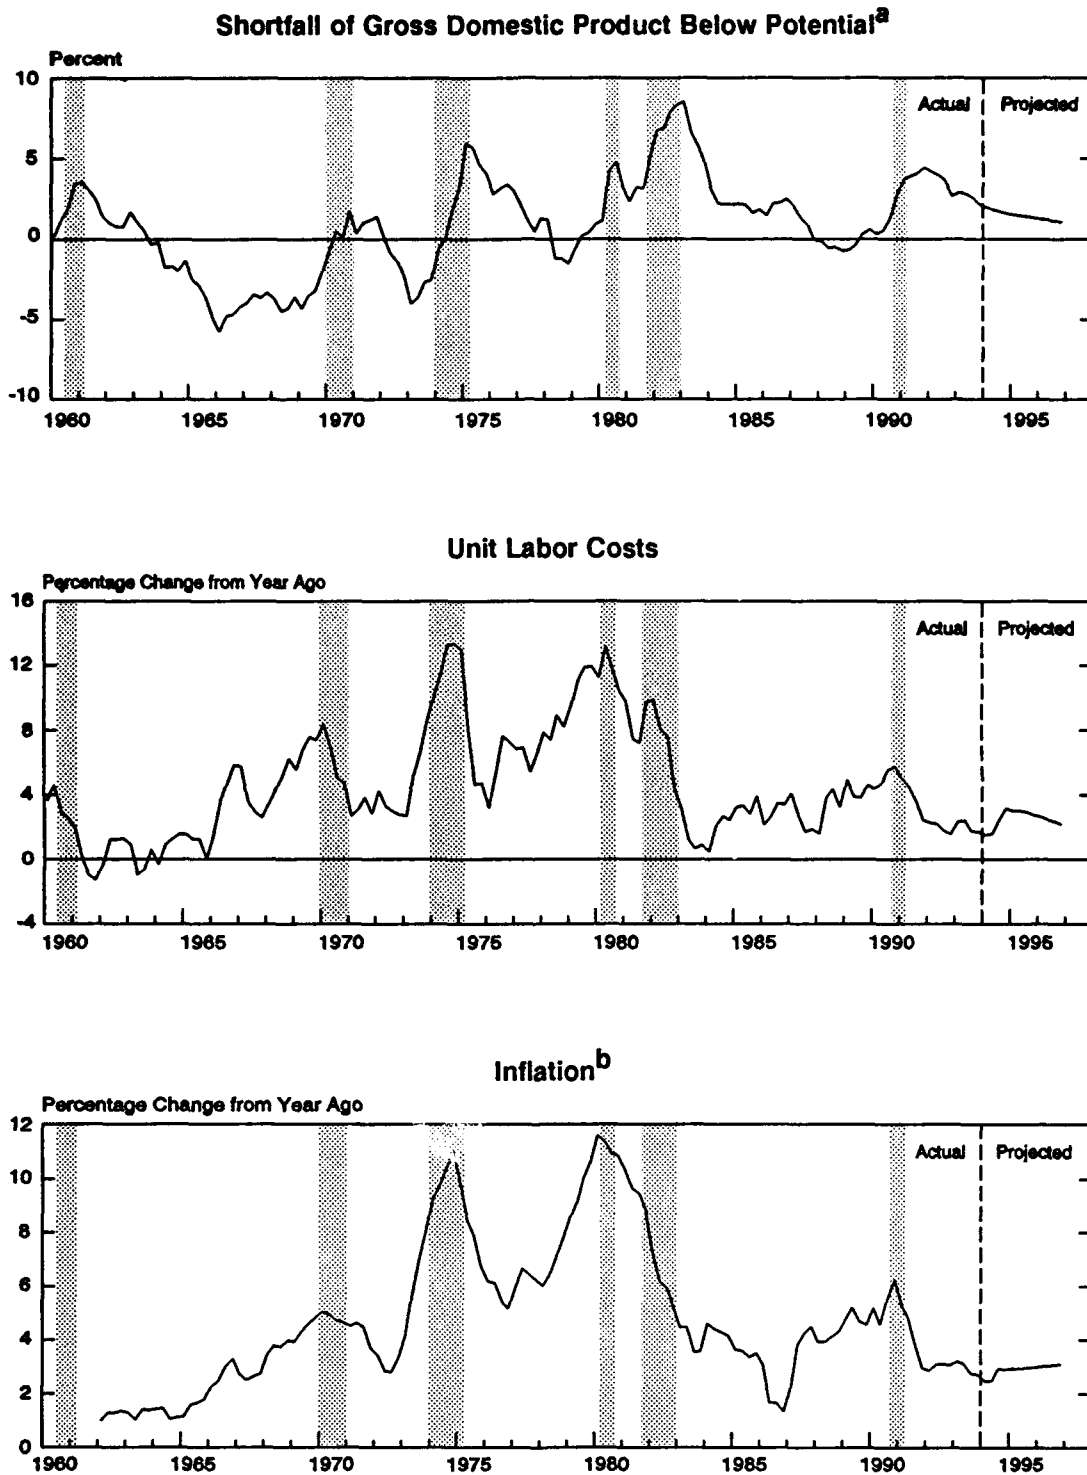 Shortfall of Gross Domestic Product Below Potentialª
Percent
10
Actual Projected
5
0
-5
-10
1960 1965 1970 1975 1980 1985 1990 1995
Unit Labor Costs
Percentage Change from Year Ago
16
Actual Projected
12
8
4
0
-4
1960 1965 1970 1975 1980 1985 1990 1995
Inflationᵇ
Percentage Change from Year Ago
12
Actual Projected
10
8
6
4
2
0
1960 1965 1970 1975 1980 1985 1990 1995